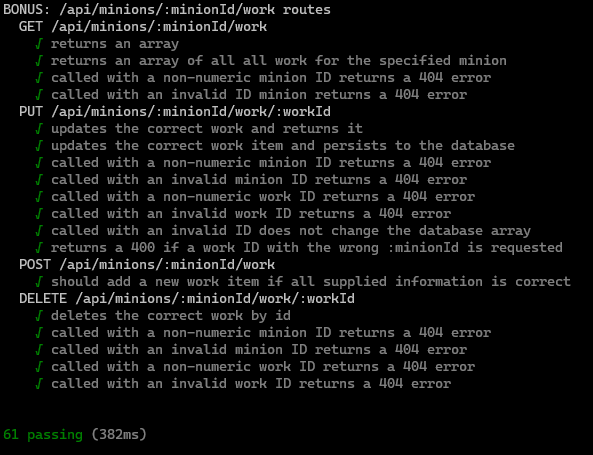 BONUS: /api/minions/:minionId/work routes
GET /api/minions/:minionId/work
√ returns an array
√ returns an array of all all work for the specified minion
√ called with a non-numeric minion ID returns a 404 error
√ called with an invalid ID minion returns a 404 error
PUT /api/minions/:minionId/work/:workId
√ updates the correct work and returns it
√ updates the correct work item and persists to the database
√ called with a non-numeric minion ID returns a 404 error
√ called with an invalid minion ID returns a 404 error
√ called with a non-numeric work ID returns a 404 error
√ called with an invalid work ID returns a 404 error
√ called with an invalid ID does not change the database array
√ returns a 400 if a work ID with the wrong :minionId is requested
POST /api/minions/:minionId/work
√ should add a new work item if all supplied information is correct
DELETE /api/minions/:minionId/work/:workId
√ deletes the correct work by id
√ called with a non-numeric minion ID returns a 404 error
√ called with an invalid minion ID returns a 404 error
√ called with a non-numeric work ID returns a 404 error
√ called with an invalid work ID returns a 404 error
61 passing (382ms)